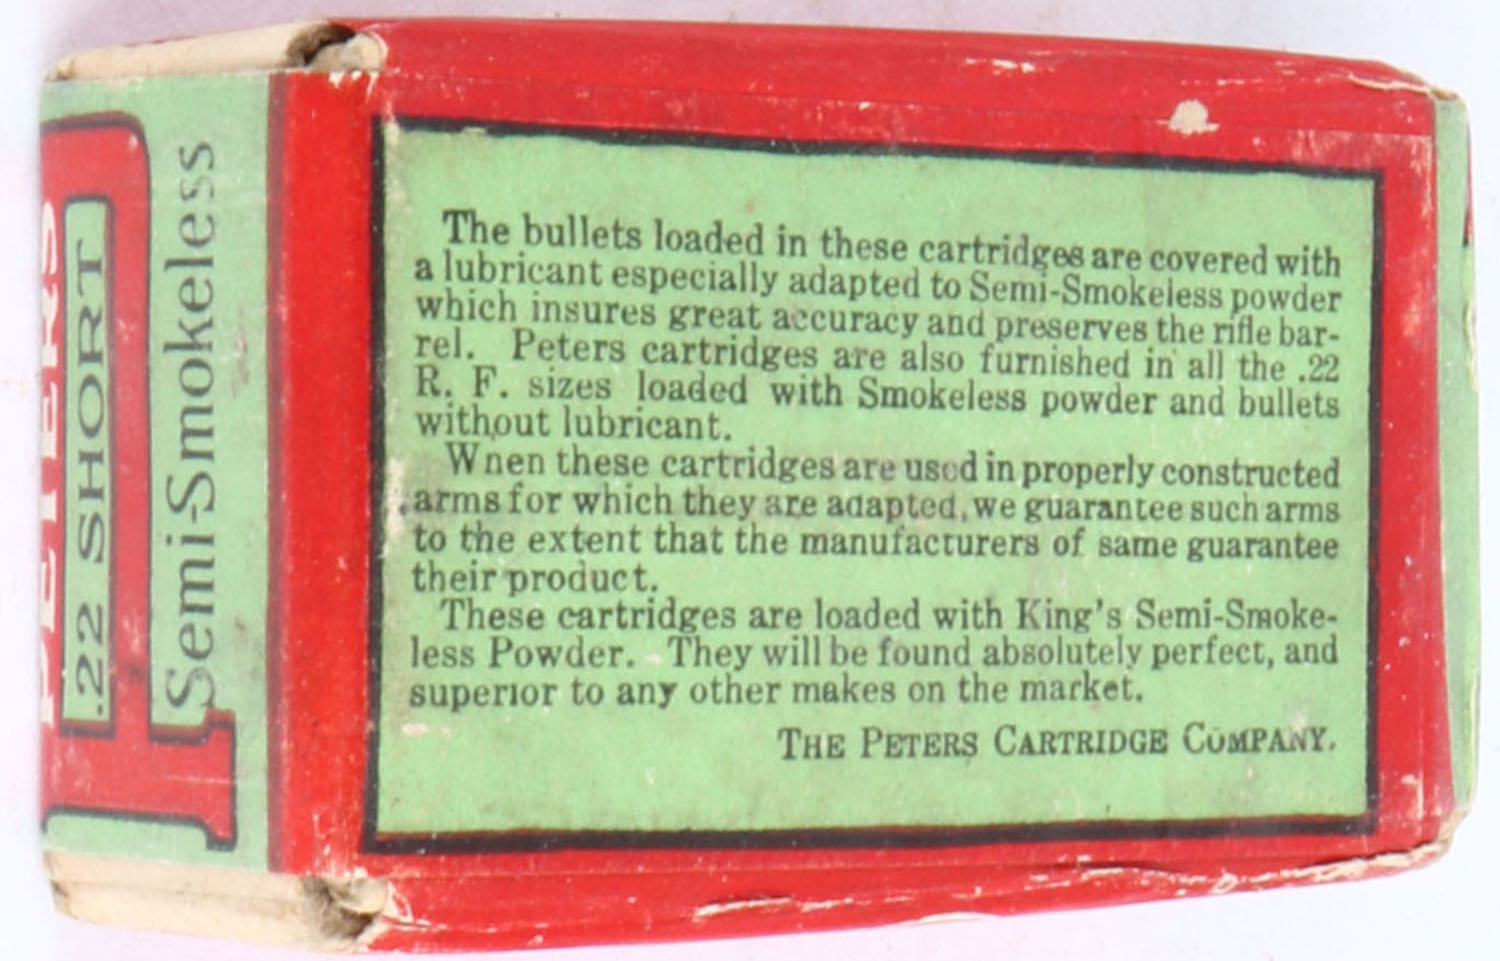 PETERS
.22 SHORT
Semi-Smokeless
The bullets loaded in these cartridges are covered with
a lubricant especially adapted to Semi-Smokeless powder
which insures great accuracy and preserves the rifle bar-
rel. Peters cartridges are also furnished in all the .22
R. F. sizes loaded with Smokeless powder and bullets
without lubricant.
When these cartridges are used in properly constructed
arms for which they are adapted, we guarantee such arms
to the extent that the manufacturers of same guarantee
their product.
These cartridges are loaded with King's Semi-Smoke-
less Powder. They will be found absolutely perfect, and
superior to any other makes on the market.
THE PETERS CARTRIDGE COMPANY.